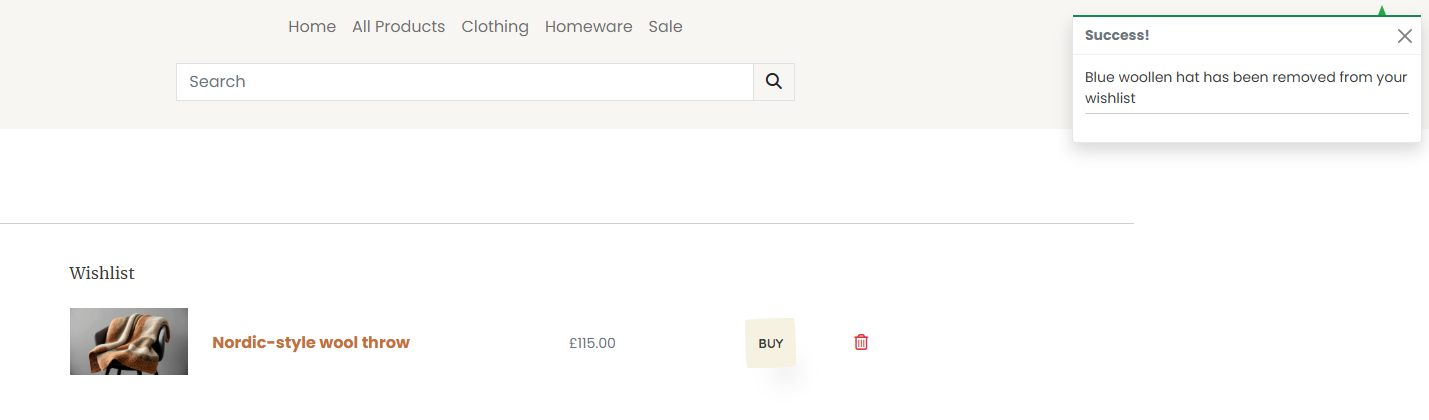 Home All Products Clothing Homeware Sale
Search
Success!
Blue woollen hat has been removed from your
wishlist
Wishlist
Nordic-style wool throw £115.00 BUY